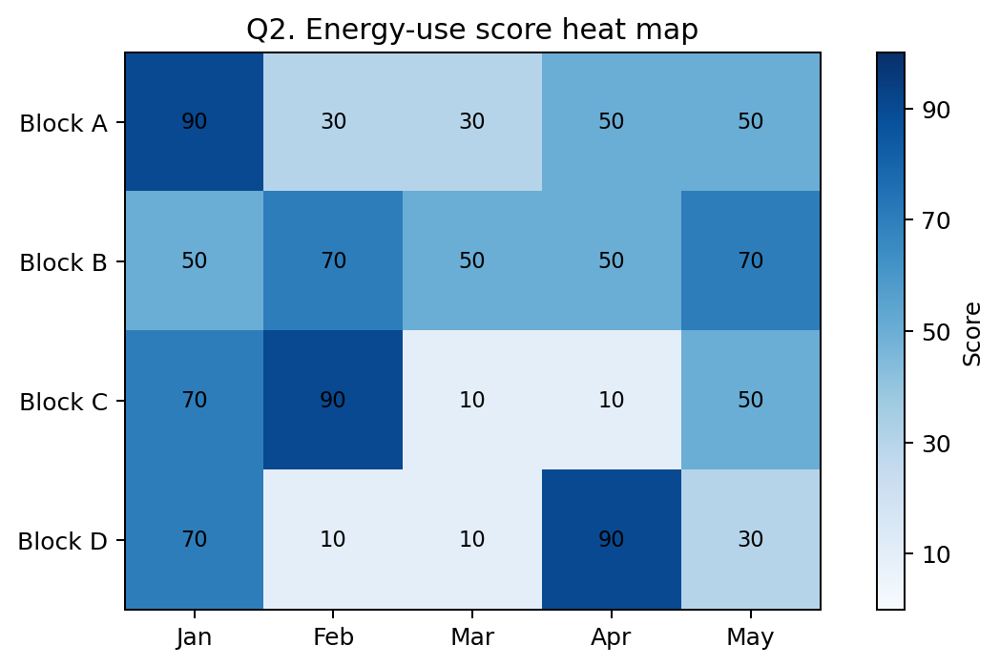 Q2. Energy-use score heat map
Block A 90 30 30 50 50
Block B 50 70 50 50 70
Block C 70 90 10 10 50
Block D 70 10 10 90 30
Jan Feb Mar Apr May
90
70
50
30
10
Score